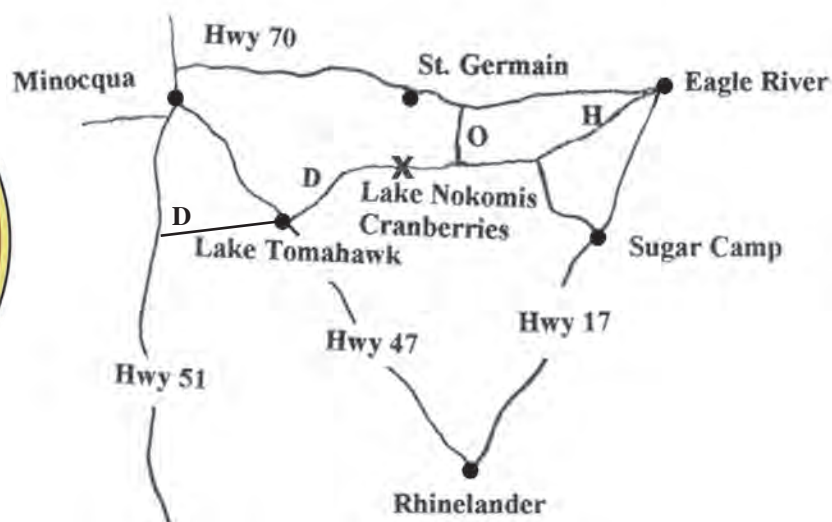 Hwy 70
St. Germain
Minocqua
Eagle River
H
O
D
X
Lake Nokomis
Cranberries
D
Lake Tomahawk
Sugar Camp
Hwy 17
Hwy 47
Hwy 51
Rhinelander